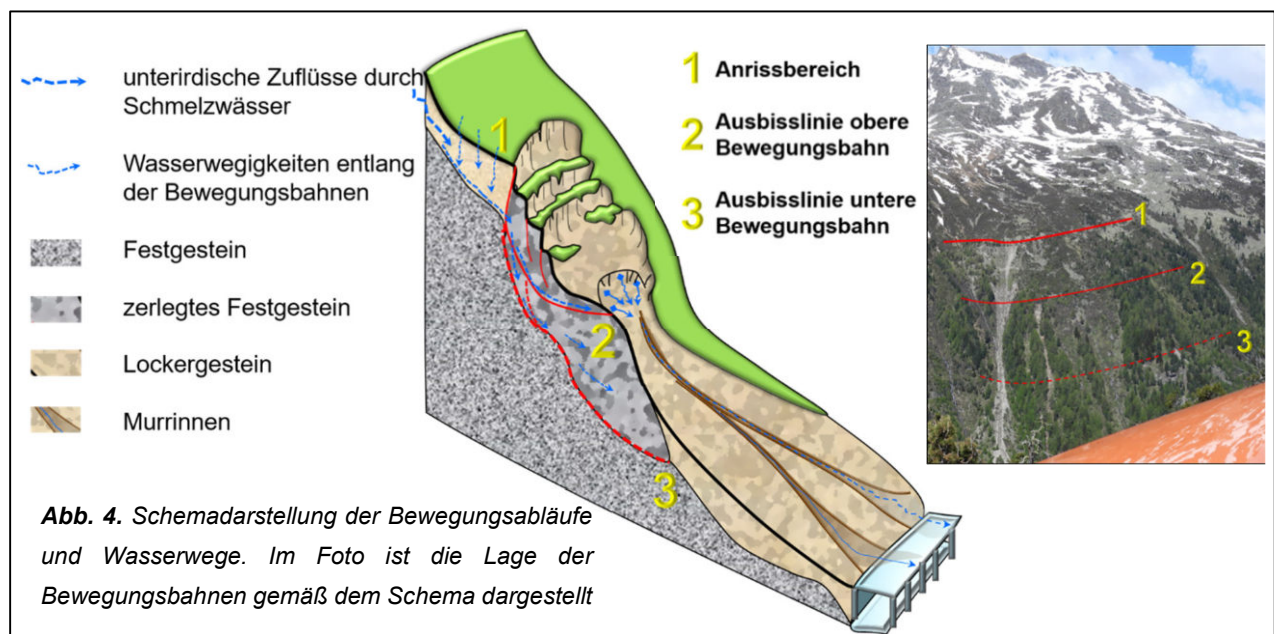 unterirdische Zuflüsse durch
Schmelzwässer
Wasserwegigkeiten entlang
der Bewegungsbahnen
Festgestein
zerlegtes Festgestein
Lockergestein
Murrinnen
1
2
3
1 Anrissbereich
2 Ausbisslinie obere
Bewegungsbahn
3 Ausbisslinie untere
Bewegungsbahn
1
2
3
Abb. 4. Schemadarstellung der Bewegungsabläufe
und Wasserwege. Im Foto ist die Lage der
Bewegungsbahnen gemäß dem Schema dargestellt